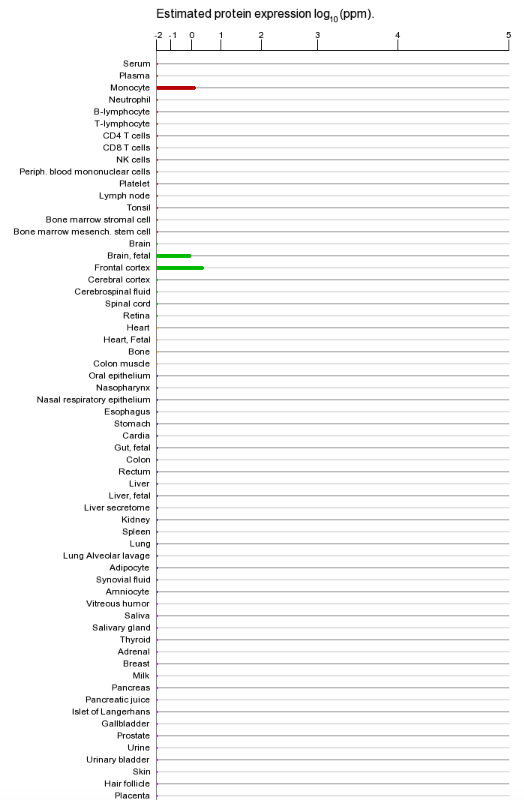 Estimated protein expression log10 (ppm).
-2 -1 0 1 2 3 4 5
Serum
Plasma
Monocyte
Neutrophil
B-lymphocyte
T-lymphocyte
CD4 T cells
CD8 T cells
NK cells
Periph. blood mononuclear cells
Platelet
Lymph node
Tonsil
Bone marrow stromal cell
Bone marrow mesench. stem cell
Brain
Brain, fetal
Frontal cortex
Cerebral cortex
Cerebrospinal fluid
Spinal cord
Retina
Heart
Heart, Fetal
Bone
Colon muscle
Oral epithelium
Nasopharynx
Nasal respiratory epithelium
Esophagus
Stomach
Cardia
Gut, fetal
Colon
Rectum
Liver
Liver, fetal
Liver secretome
Kidney
Spleen
Lung
Lung Alveolar lavage
Adipocyte
Synovial fluid
Amniocyte
Vitreous humor
Saliva
Salivary gland
Thyroid
Adrenal
Breast
Milk
Pancreas
Pancreatic juice
Islet of Langerhans
Gallbladder
Prostate
Urine
Urinary bladder
Skin
Hair follicle
Placenta